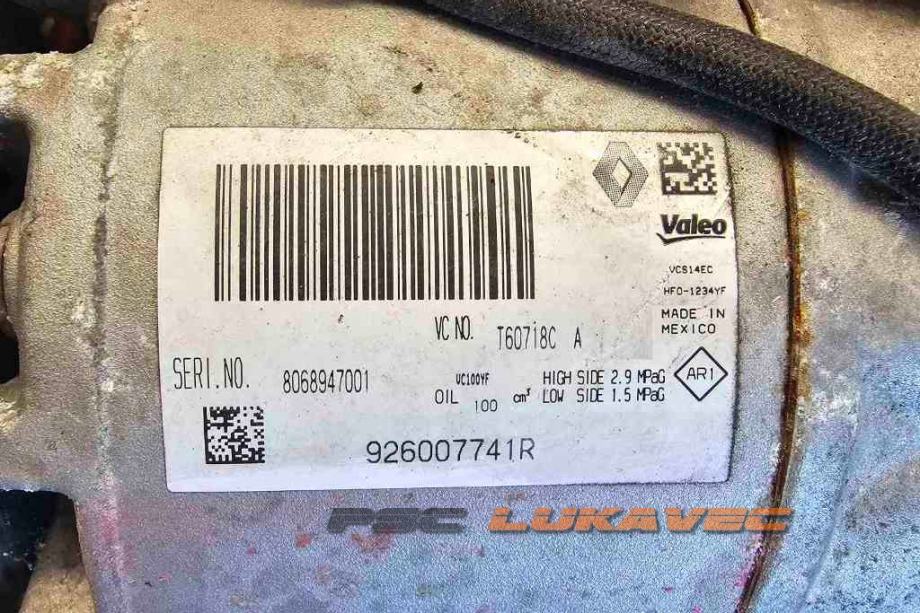 Valeo
VCS14EC
HFO-1234YF
MADE IN
MEXICO
VC NO. T60718C A
SERI.NO. 8068947001
VC100YF
OIL 100 cm³
HIGH SIDE 2.9 MPaG
LOW SIDE 1.5 MPaG
AR1
926007741R
PSC LUKAVEC